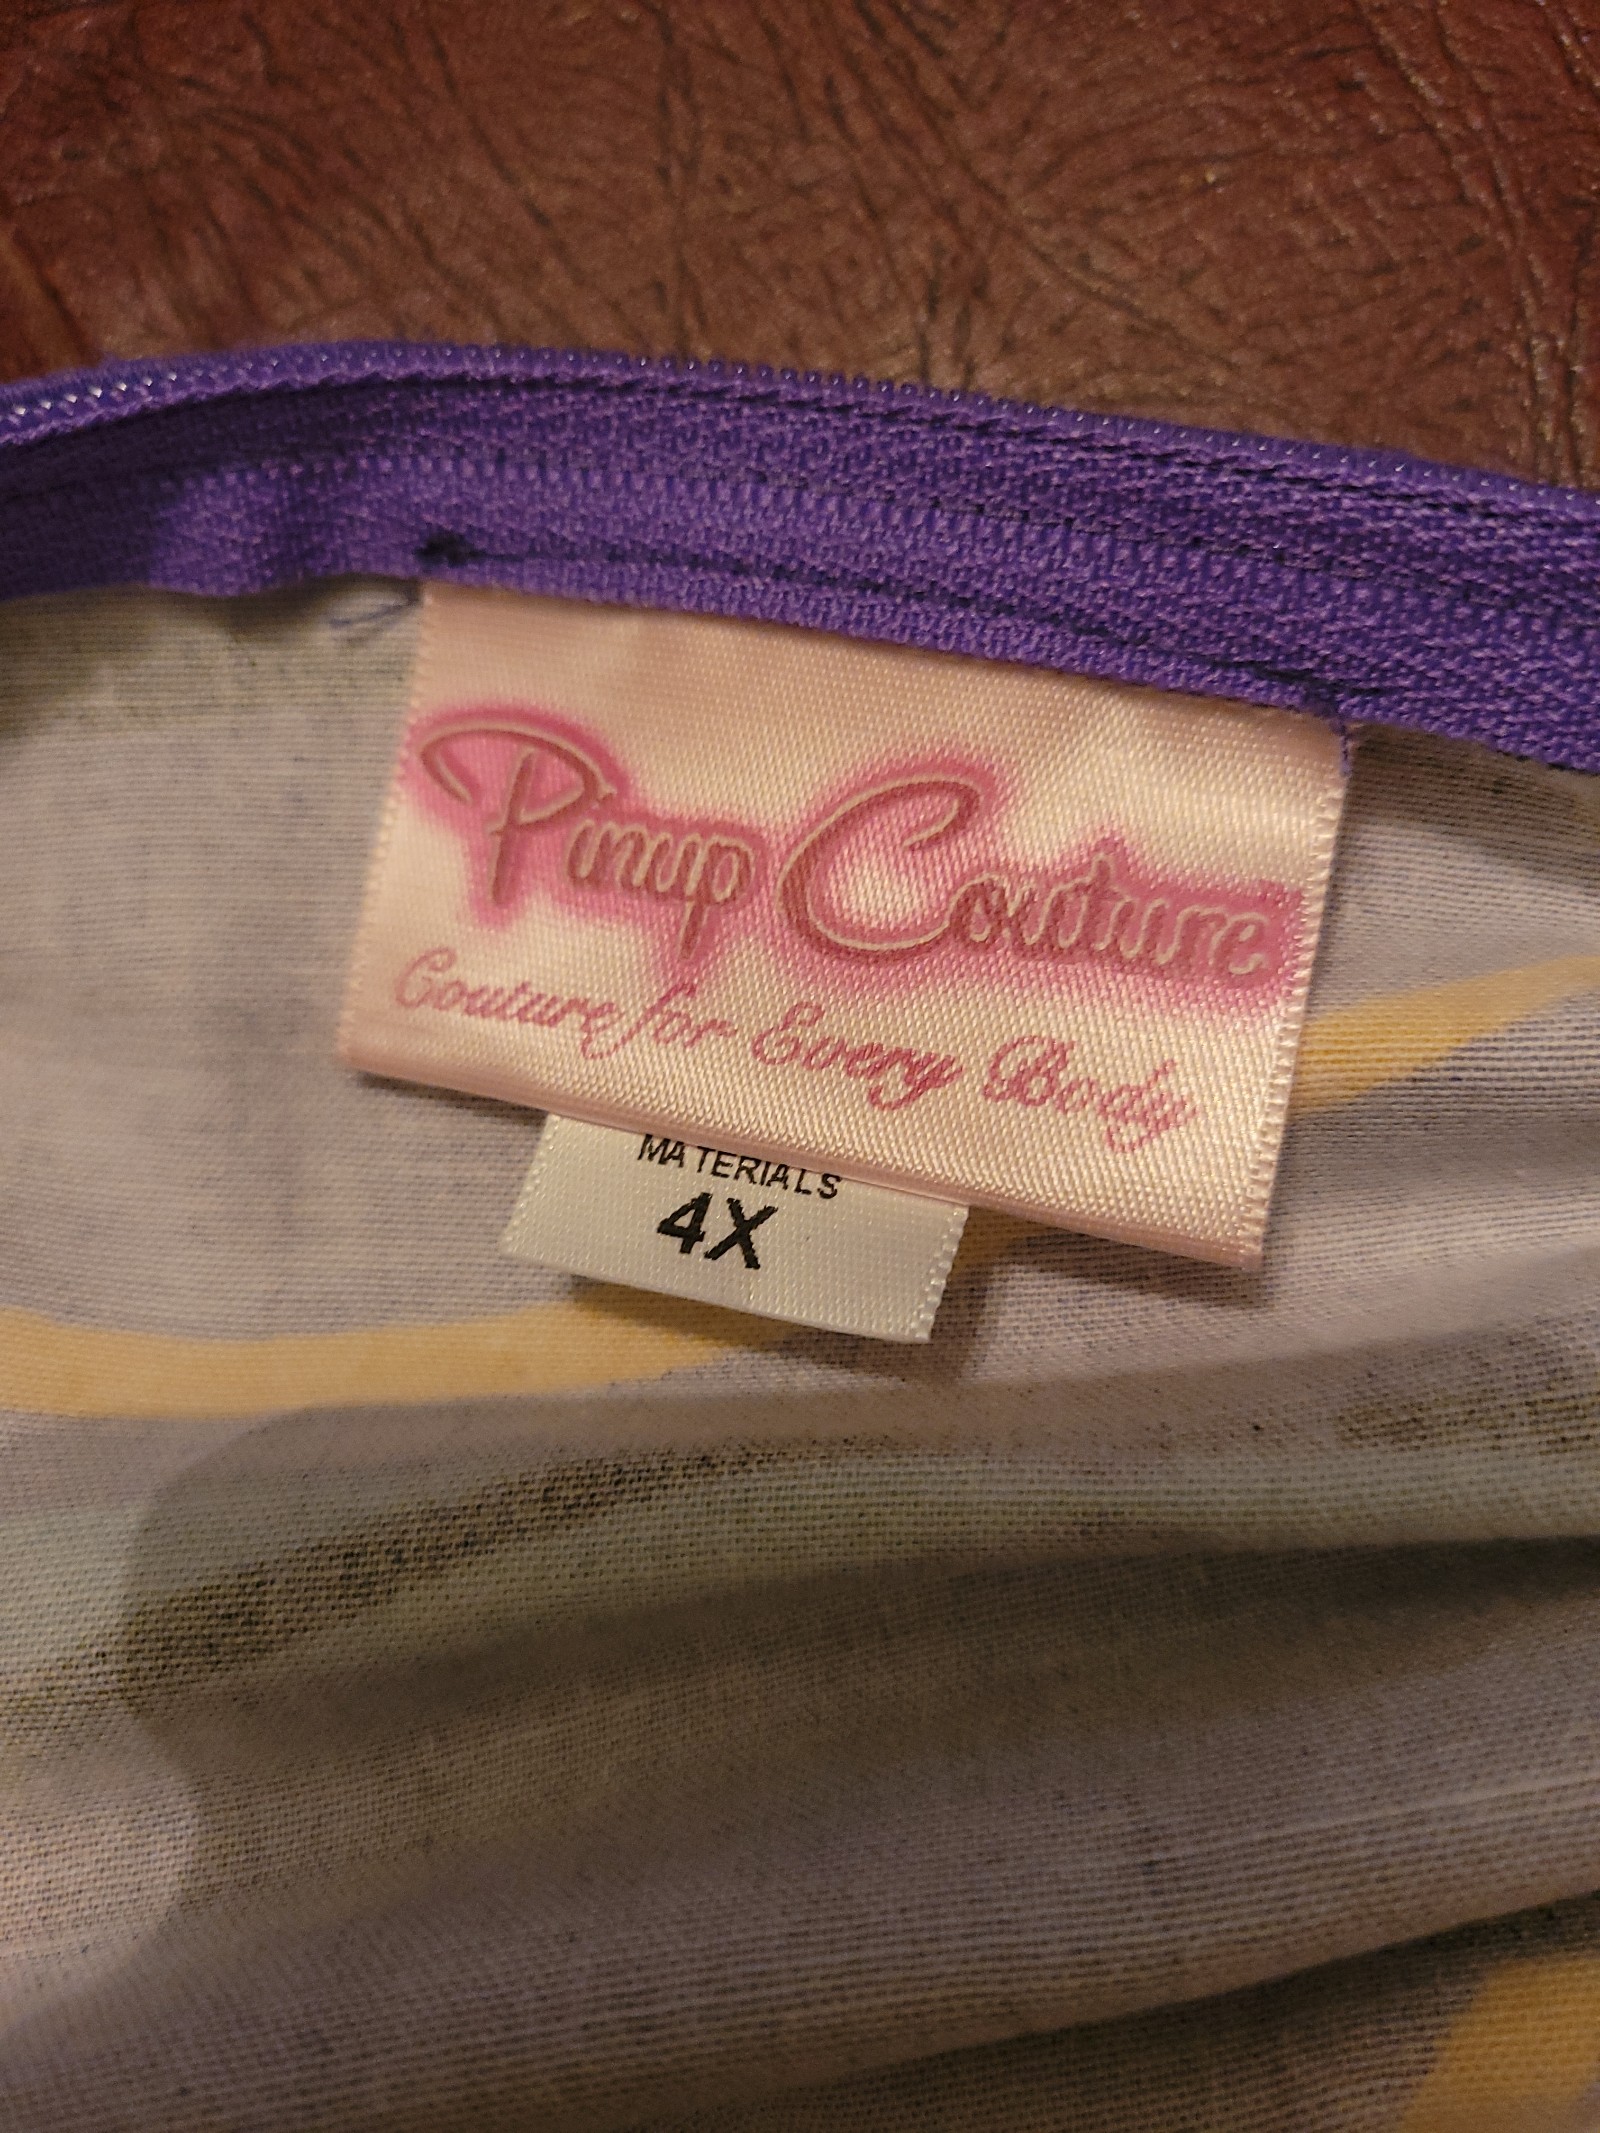 Pinup Couture
Couture for Every Body
MATERIALS
4X